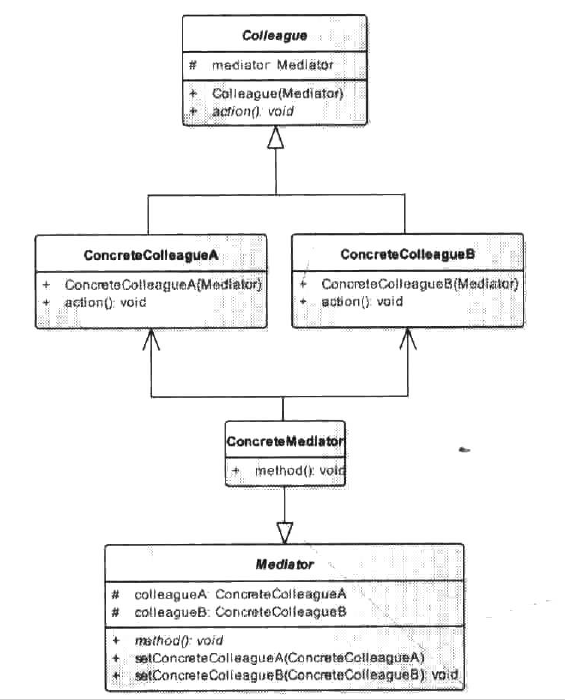 Colleague
# mediator: Mediator
+ Colleague(Mediator)
+ action(): void
ConcreteColleagueA
+ ConcreteColleagueA(Mediator)
+ action(): void
ConcreteColleagueB
+ ConcreteColleagueB(Mediator)
+ action(): void
ConcreteMediator
+ method(): void
Mediator
# colleagueA: ConcreteColleagueA
# colleagueB: ConcreteColleagueB
+ method(): void
+ setConcreteColleagueA(ConcreteColleagueA)
+ setConcreteColleagueB(ConcreteColleagueB): void